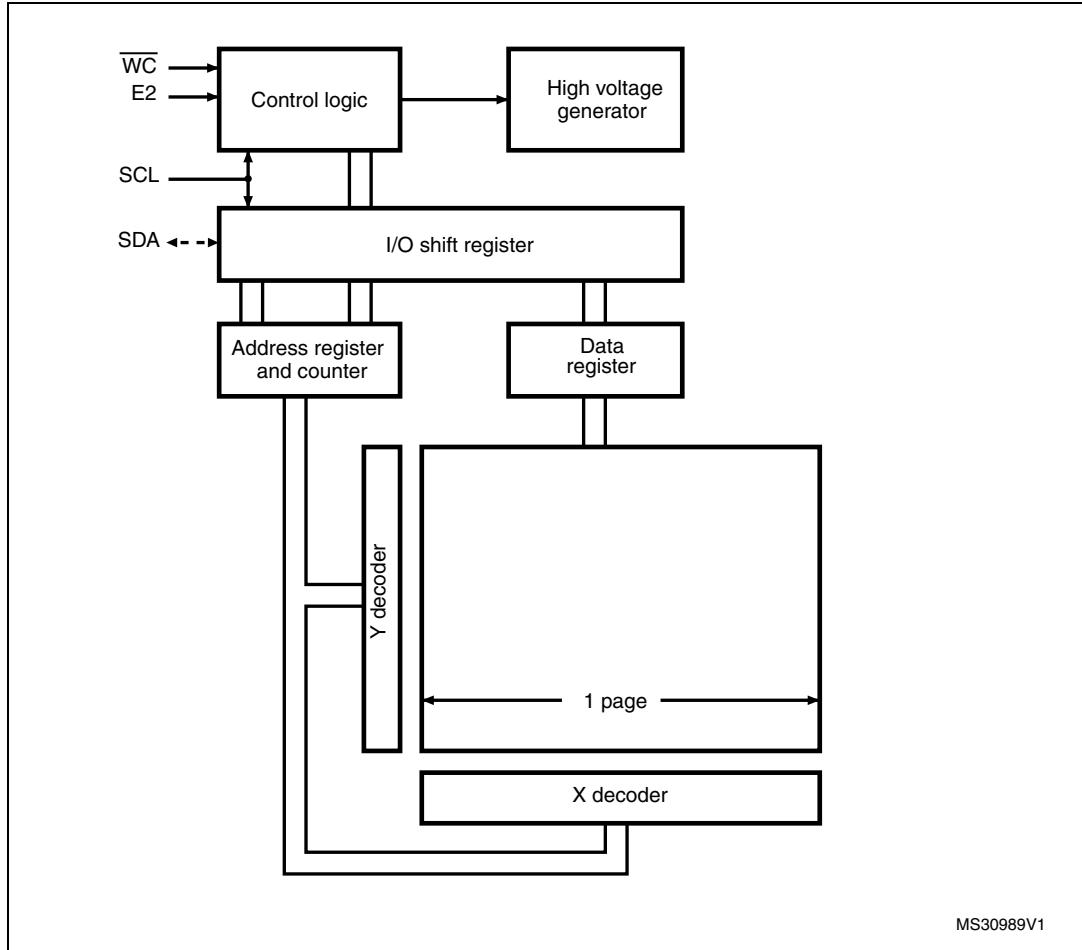 W̅C̅
E2
Control logic
High voltage
generator
SCL
SDA
I/O shift register
Address register
and counter
Data
register
Y decoder
1 page
X decoder
MS30989V1